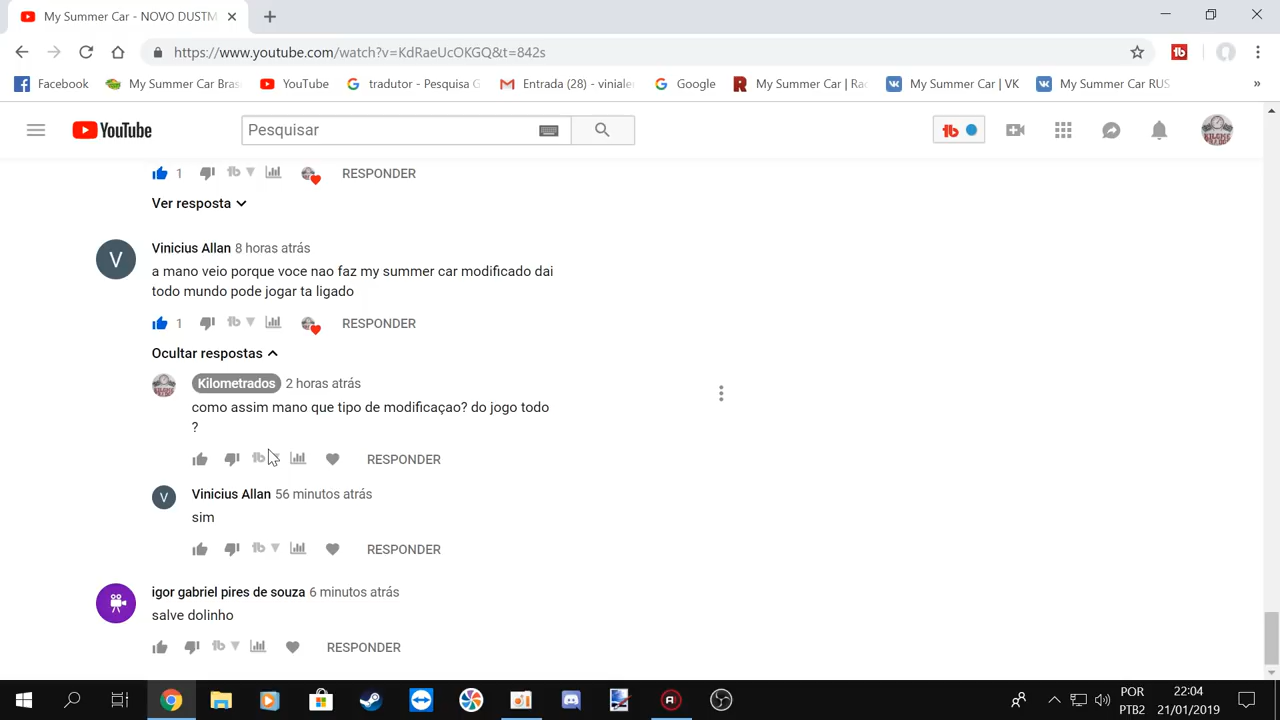 My Summer Car - NOVO DUSTM
https://www.youtube.com/watch?v=KdRaeUcOKGQ&t=842s
Facebook
My Summer Car Bras
YouTube
tradutor - Pesquisa G
Entrada (28) - vinialer
Google
My Summer Car | Rac
My Summer Car | VK
My Summer Car RUS
»
YouTube
Pesquisar
1 RESPONDER
Ver resposta
Vinicius Allan 8 horas atrás
a mano veio porque voce nao faz my summer car modificado dai
todo mundo pode jogar ta ligado
1 RESPONDER
Ocultar respostas
Kilometrados 2 horas atrás
como assim mano que tipo de modificaçao? do jogo todo
?
RESPONDER
Vinicius Allan 56 minutos atrás
sim
RESPONDER
igor gabriel pires de souza 6 minutos atrás
salve dolinho
RESPONDER
POR 22:04
PTB2 21/01/2019